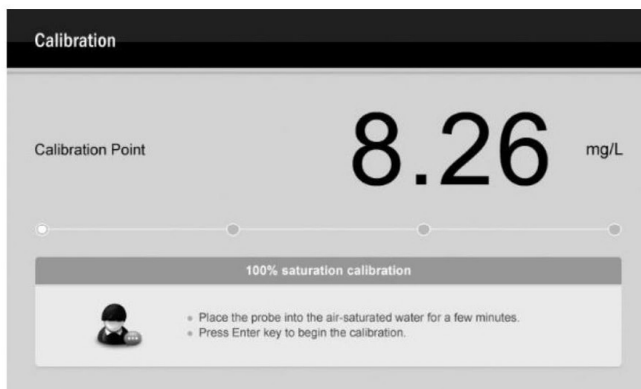 Calibration
Calibration Point
8.26
mg/L
100% saturation calibration
Place the probe into the air-saturated water for a few minutes.
Press Enter key to begin the calibration.